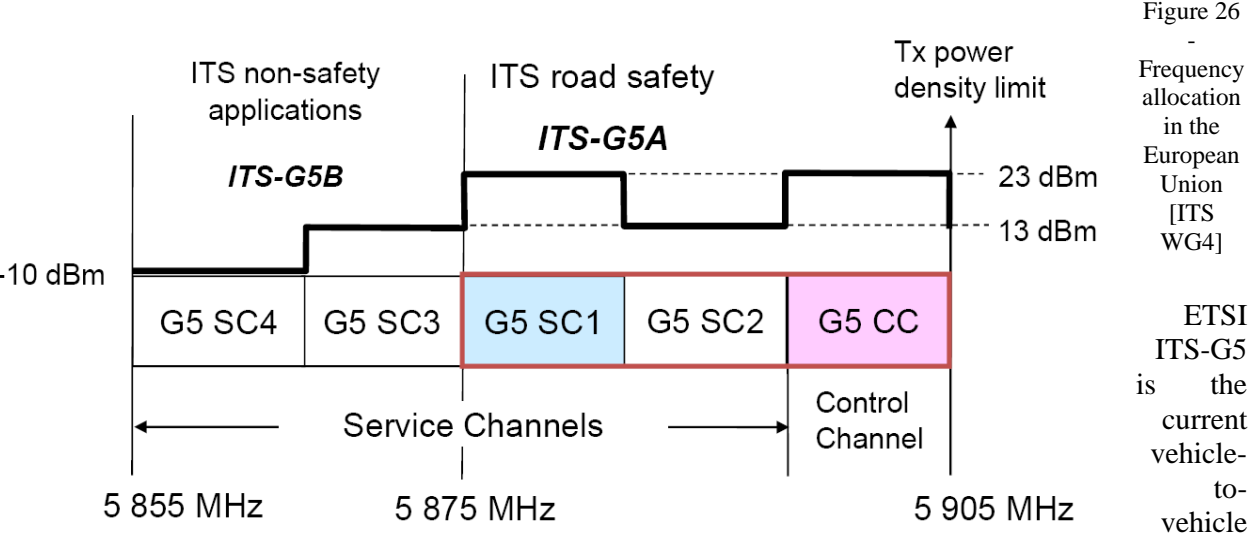 ITS non-safety
applications
ITS road safety
Tx power
density limit
ITS-G5B
ITS-G5A
23 dBm
13 dBm
-10 dBm
G5 SC4
G5 SC3
G5 SC1
G5 SC2
G5 CC
Service Channels
Control
Channel
5 855 MHz
5 875 MHz
5 905 MHz
Figure 26
-
Frequency
allocation
in the
European
Union
[ITS
WG4]
ETSI
ITS-G5
is the
current
vehicle-
to-
vehicle